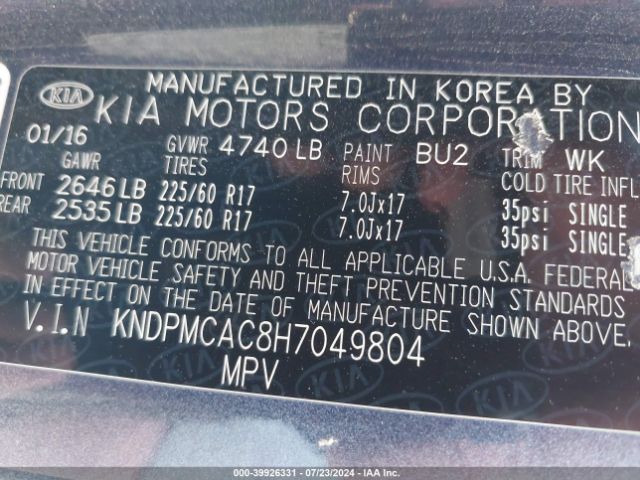 KIA MANUFACTURED IN KOREA BY
KIA MOTORS CORPORATION
01/16 GVWR 4740 LB PAINT BU2 TRIM WK
GAWR TIRES RIMS COLD TIRE INFL
FRONT 2646 LB 225/60 R17 7.0Jx17 35psi SINGLE
REAR 2535 LB 225/60 R17 7.0Jx17 35psi SINGLE
THIS VEHICLE CONFORMS TO ALL APPLICABLE U.S.A. FEDERAL
MOTOR VEHICLE SAFETY AND THEFT PREVENTION STANDARDS
IN EFFECT ON THE DATE OF MANUFACTURE SHOWN ABOVE.
V.I.N KNDPMCAC8H7049804
MPV
000-39926331 - 07/23/2024 - IAA Inc.